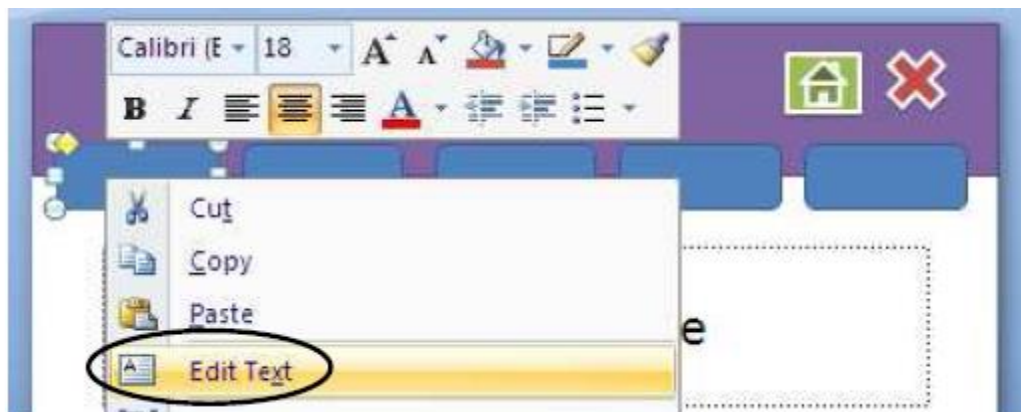 Calibri (E 18 A A
B I A
Cut
Copy
Paste
e
A Edit Text